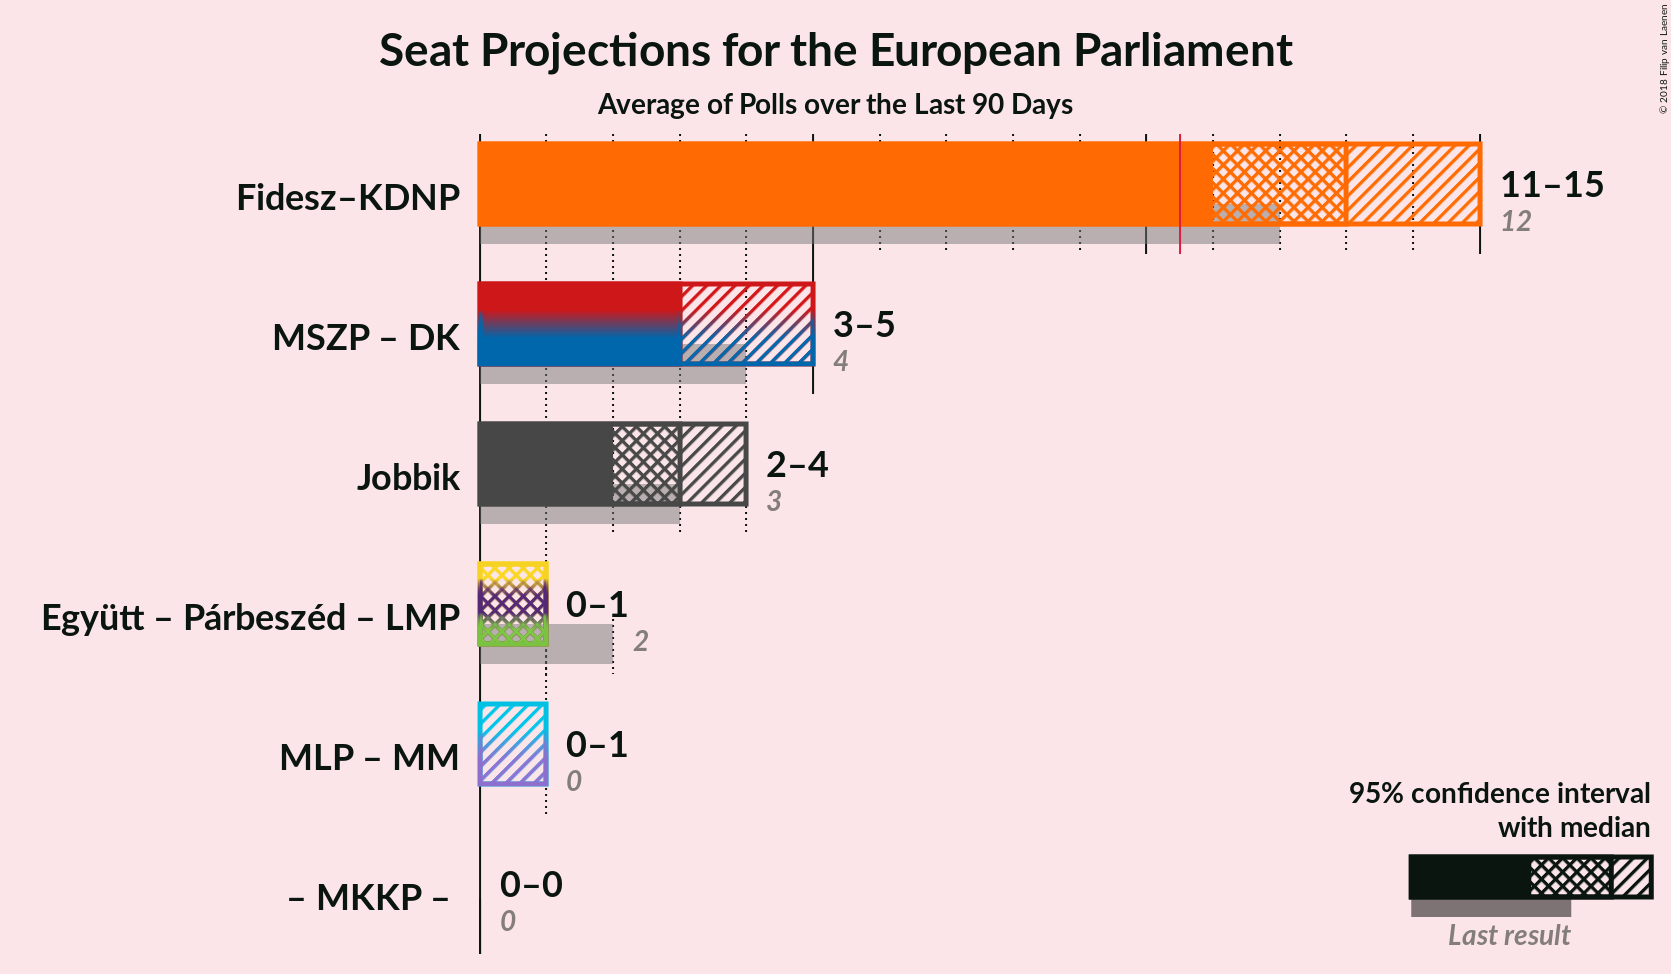 Seat Projections for the European Parliament
Average of Polls over the Last 90 Days
© 2018 Filip van Laenen
Fidesz–KDNP
11–15
12
MSZP – DK
3–5
4
Jobbik
2–4
3
Együtt – Párbeszéd – LMP
0–1
2
MLP – MM
0–1
0
– MKKP –
0–0
0
95% confidence interval
with median
Last result